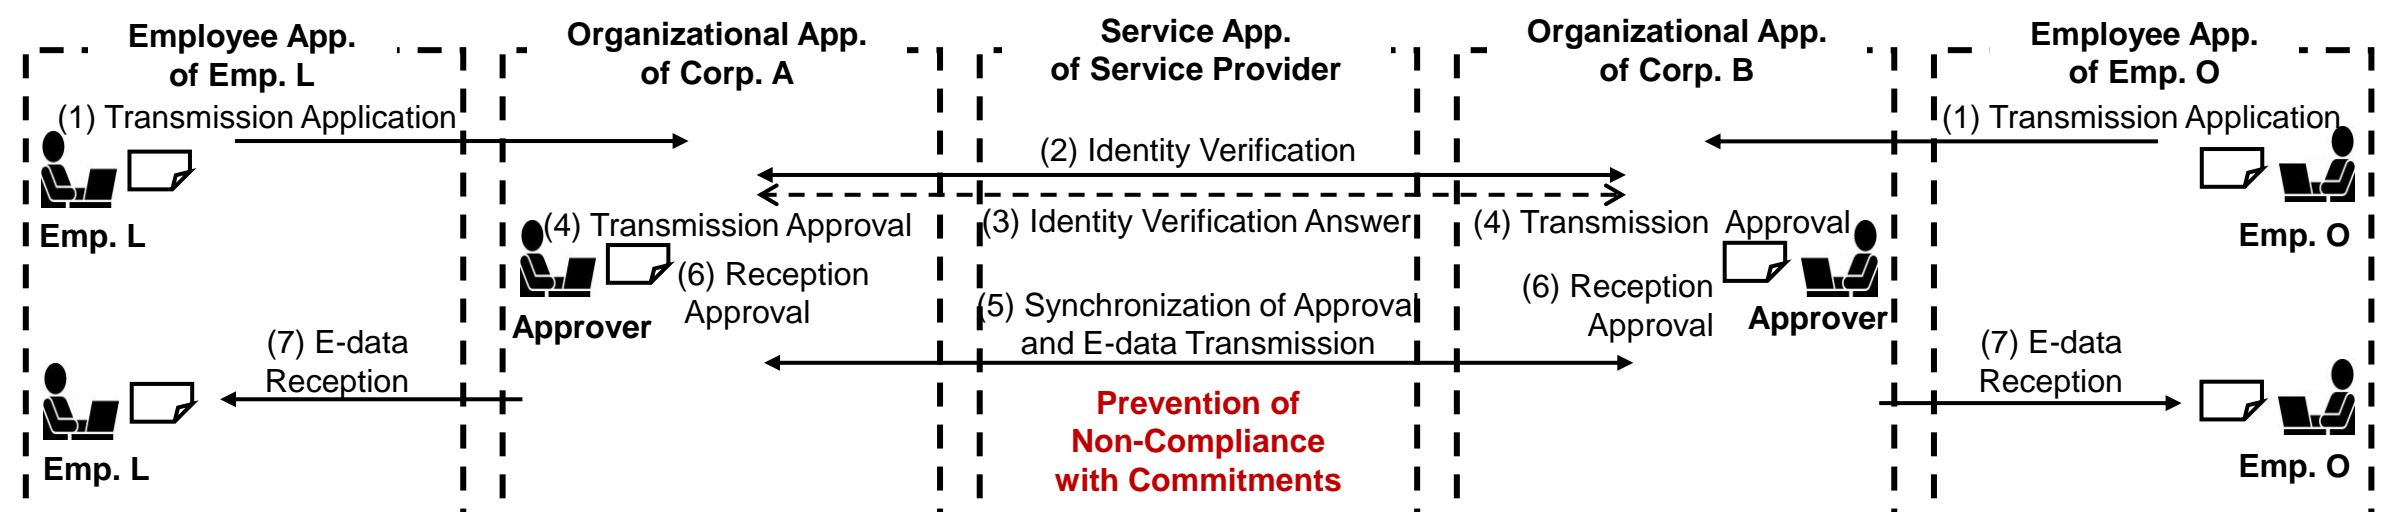 Employee App.
of Emp. L
Organizational App.
of Corp. A
Service App.
of Service Provider
Organizational App.
of Corp. B
Employee App.
of Emp. O
(1) Transmission Application
(1) Transmission Application
(2) Identity Verification
(3) Identity Verification Answer
Emp. L
(4) Transmission Approval
(4) Transmission Approval
Emp. O
(6) Reception
Approval
Approver
(5) Synchronization of Approval
and E-data Transmission
(6) Reception
Approval
Approver
(7) E-data
Reception
(7) E-data
Reception
Prevention of
Non-Compliance
with Commitments
Emp. L
Emp. O